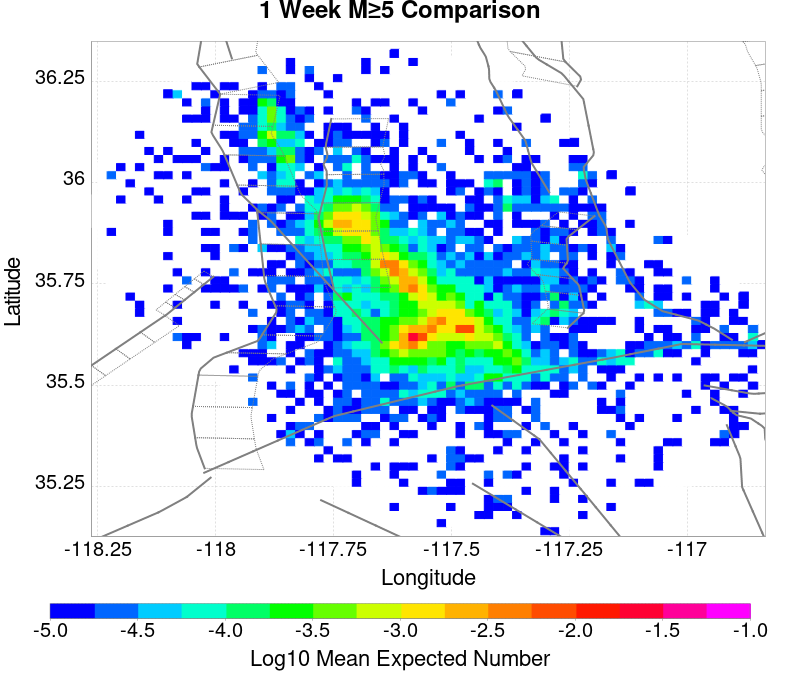 1 Week M≥5 Comparison
36.25
36
35.75
35.5
35.25
Latitude
-118.25 -118 -117.75 -117.5 -117.25 -117
Longitude
-5.0 -4.5 -4.0 -3.5 -3.0 -2.5 -2.0 -1.5 -1.0
Log10 Mean Expected Number